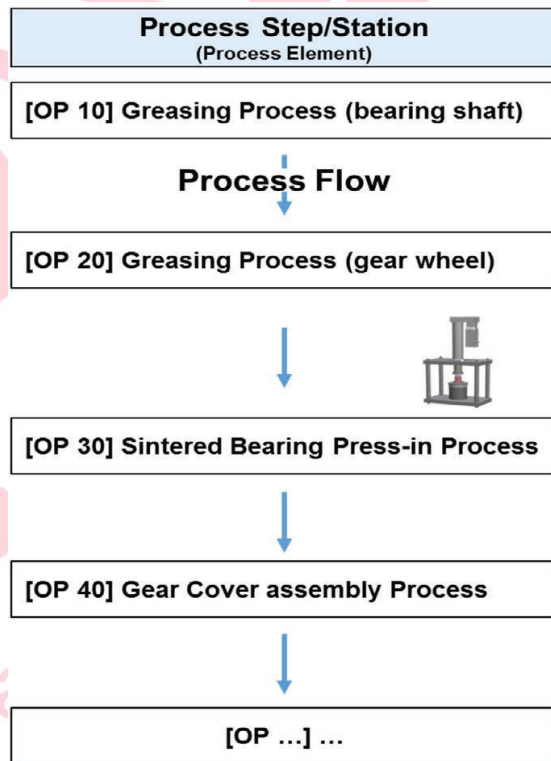 Process Step/Station
(Process Element)
[OP 10] Greasing Process (bearing shaft)
Process Flow
[OP 20] Greasing Process (gear wheel)
[OP 30] Sintered Bearing Press-in Process
[OP 40] Gear Cover assembly Process
[OP ...] ...